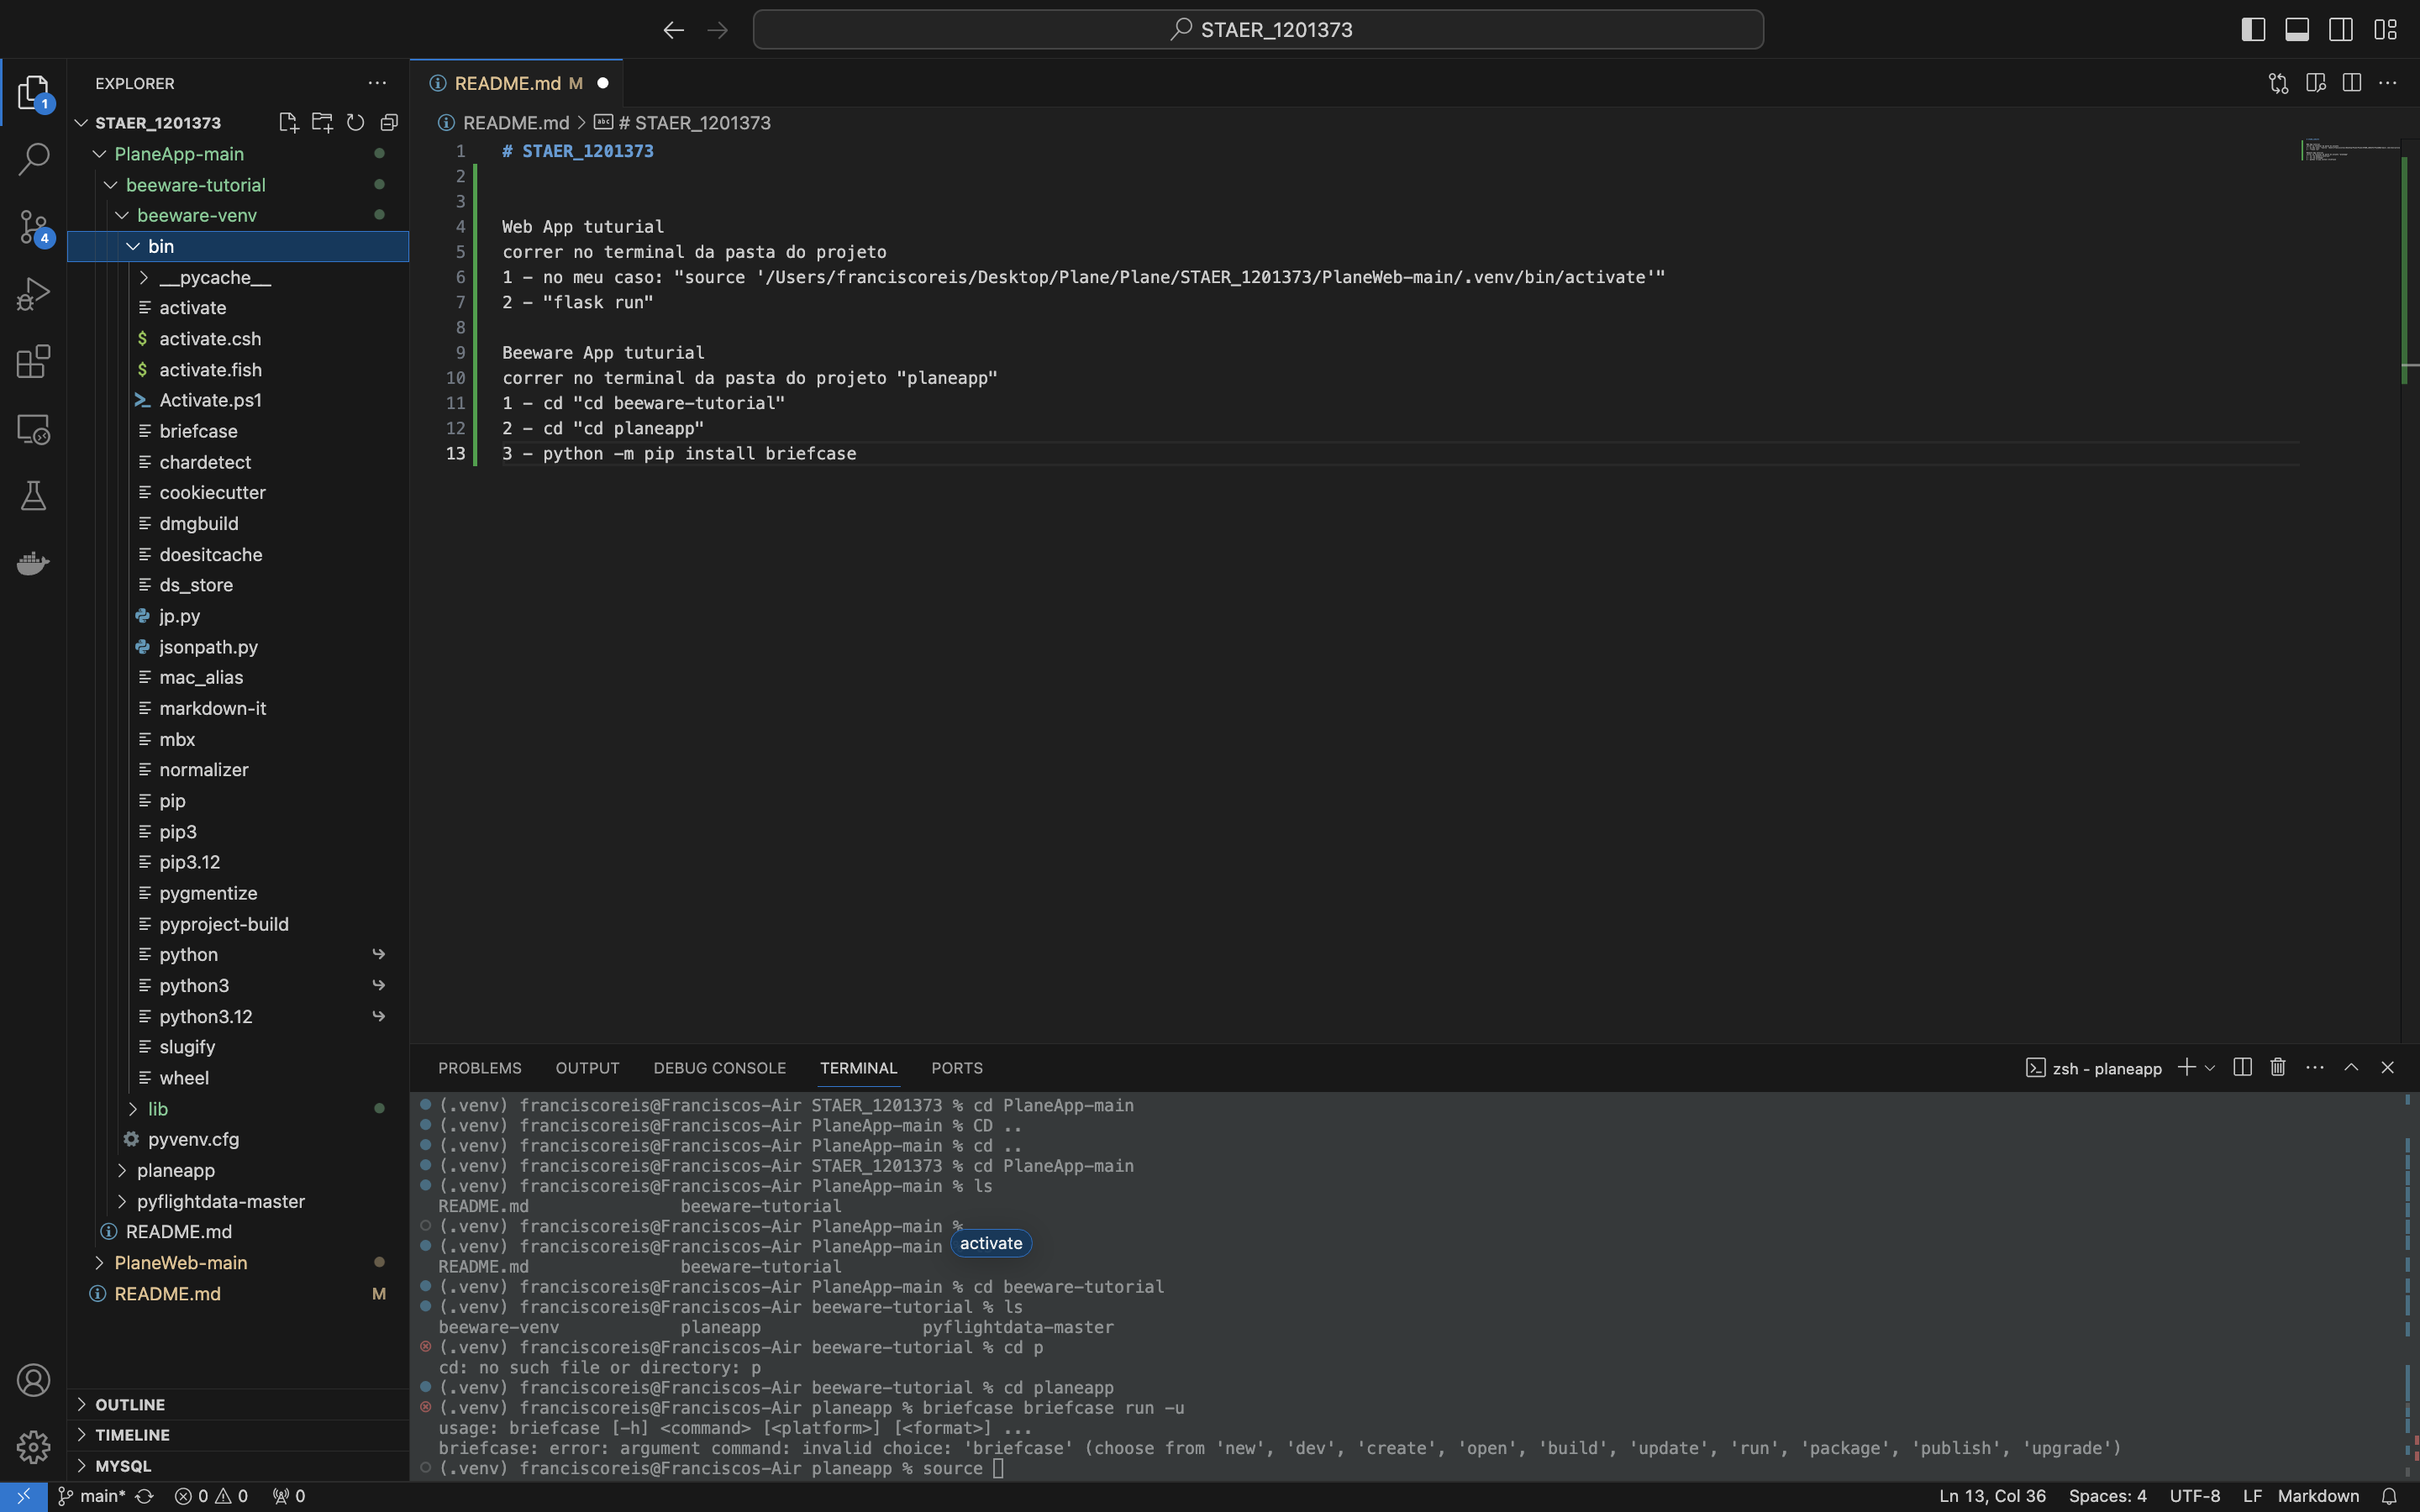 STAER_1201373
EXPLORER
README.md M
STAER_1201373
README.md > # STAER_1201373
PlaneApp-main
beeware-tutorial
beeware-venv
bin
__pycache__
activate
activate.csh
activate.fish
Activate.ps1
briefcase
chardetect
cookiecutter
dmgbuild
doesitcache
ds_store
jp.py
jsonpath.py
mac_alias
markdown-it
mbx
normalizer
pip
pip3
pip3.12
pygmentize
pyproject-build
python
python3
python3.12
slugify
wheel
lib
pyvenv.cfg
planeapp
pyflightdata-master
README.md
PlaneWeb-main
README.md M
OUTLINE
TIMELINE
MYSQL
1
4
1 # STAER_1201373
2
3
4 Web App tuturial
5 correr no terminal da pasta do projeto
6 1 - no meu caso: "source '/Users/franciscoreis/Desktop/Plane/Plane/STAER_1201373/PlaneWeb-main/.venv/bin/activate'"
7 2 - "flask run"
8
9 Beeware App tuturial
10 correr no terminal da pasta do projeto "planeapp"
11 1 - cd "cd beeware-tutorial"
12 2 - cd "cd planeapp"
13 3 - python -m pip install briefcase
PROBLEMS OUTPUT DEBUG CONSOLE TERMINAL PORTS
zsh - planeapp
(.venv) franciscoreis@Franciscos-Air STAER_1201373 % cd PlaneApp-main
(.venv) franciscoreis@Franciscos-Air PlaneApp-main % CD ..
(.venv) franciscoreis@Franciscos-Air PlaneApp-main % cd ..
(.venv) franciscoreis@Franciscos-Air STAER_1201373 % cd PlaneApp-main
(.venv) franciscoreis@Franciscos-Air PlaneApp-main % ls
README.md beeware-tutorial
(.venv) franciscoreis@Franciscos-Air PlaneApp-main %
(.venv) franciscoreis@Franciscos-Air PlaneApp-main
activate
README.md beeware-tutorial
(.venv) franciscoreis@Franciscos-Air PlaneApp-main % cd beeware-tutorial
(.venv) franciscoreis@Franciscos-Air beeware-tutorial % ls
beeware-venv planeapp pyflightdata-master
(.venv) franciscoreis@Franciscos-Air beeware-tutorial % cd p
cd: no such file or directory: p
(.venv) franciscoreis@Franciscos-Air beeware-tutorial % cd planeapp
(.venv) franciscoreis@Franciscos-Air planeapp % briefcase briefcase run -u
usage: briefcase [-h] <command> [<platform>] [<format>] ...
briefcase: error: argument command: invalid choice: 'briefcase' (choose from 'new', 'dev', 'create', 'open', 'build', 'update', 'run', 'package', 'publish', 'upgrade')
(.venv) franciscoreis@Franciscos-Air planeapp % source
main* 0 0 0
Ln 13, Col 36 Spaces: 4 UTF-8 LF Markdown